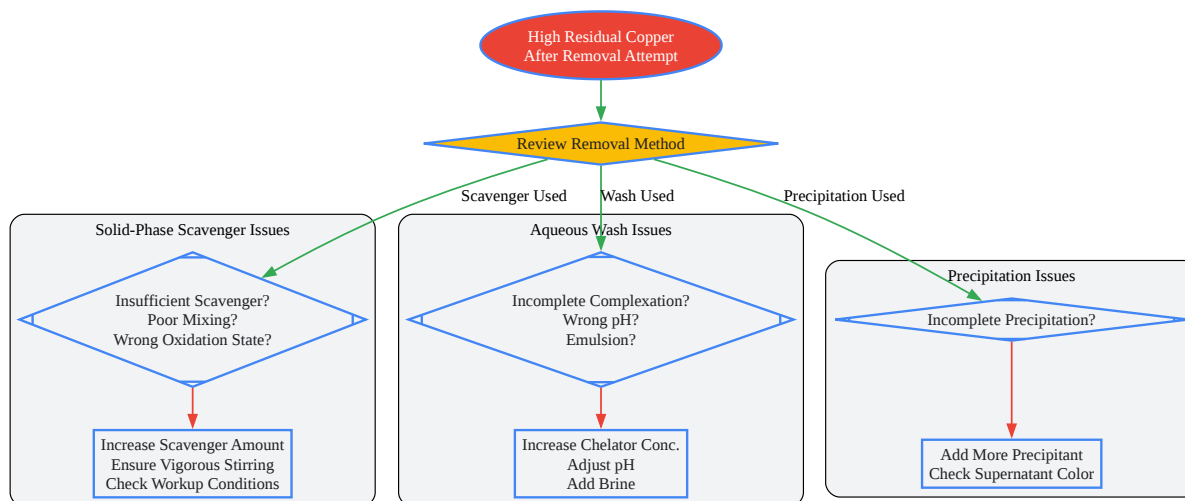 High Residual Copper
After Removal Attempt
Review Removal Method
Scavenger Used
Wash Used
Precipitation Used
Solid-Phase Scavenger Issues
Insufficient Scavenger?
Poor Mixing?
Wrong Oxidation State?
Increase Scavenger Amount
Ensure Vigorous Stirring
Check Workup Conditions
Aqueous Wash Issues
Incomplete Complexation?
Wrong pH?
Emulsion?
Increase Chelator Conc.
Adjust pH
Add Brine
Precipitation Issues
Incomplete Precipitation?
Add More Precipitant
Check Supernatant Color